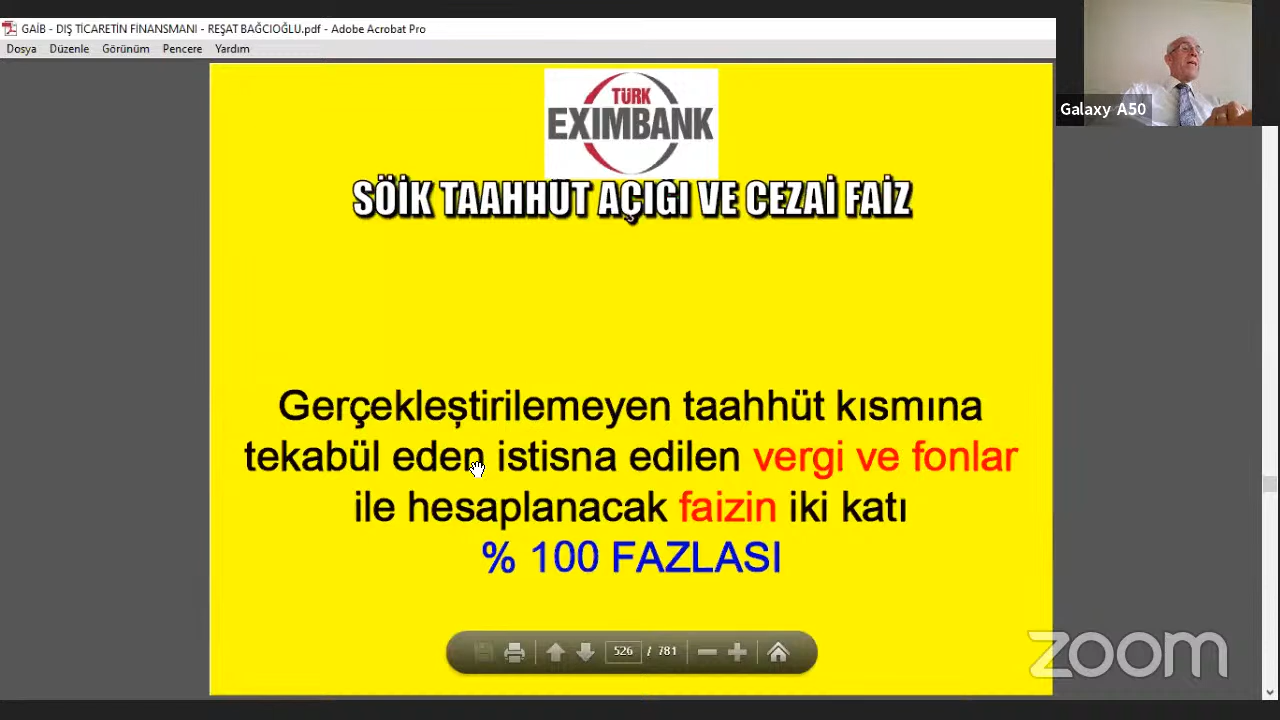 GAİB - DIŞ TİCARETİN FİNANSMANI - REŞAT BAĞCIOĞLU.pdf - Adobe Acrobat Pro
Dosya Düzenle Görünüm Pencere Yardım
Galaxy A50
TÜRK
EXIMBANK
SÖİK TAAHHÜT AÇIĞI VE CEZAİ FAİZ
Gerçekleştirilemeyen taahhüt kısmına
tekabül eden istisna edilen vergi ve fonlar
ile hesaplanacak faizin iki katı
% 100 FAZLASI
526 / 781
zoom